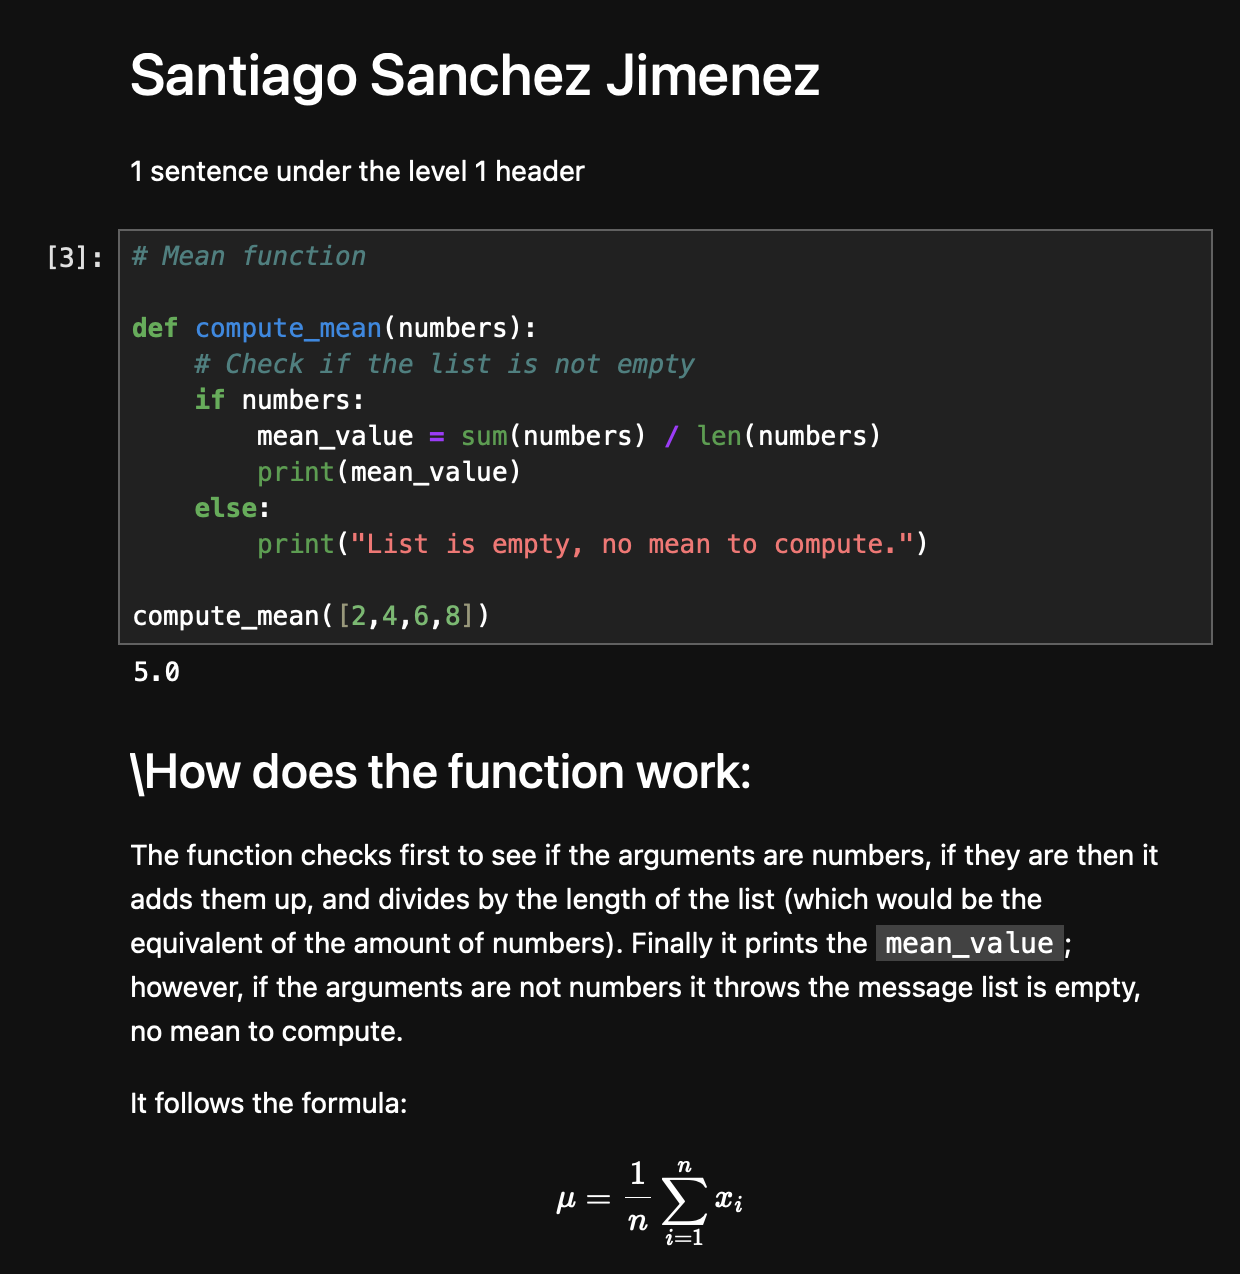 Santiago Sanchez Jimenez
1 sentence under the level 1 header
[3]:
# Mean function
def compute_mean(numbers):
    # Check if the list is not empty
    if numbers:
        mean_value = sum(numbers) / len(numbers)
        print(mean_value)
    else:
        print("List is empty, no mean to compute.")
compute_mean([2,4,6,8])
5.0
\How does the function work:
The function checks first to see if the arguments are numbers, if they are then it
adds them up, and divides by the length of the list (which would be the
equivalent of the amount of numbers). Finally it prints the mean_value ;
however, if the arguments are not numbers it throws the message list is empty,
no mean to compute.
It follows the formula:
μ = 1/n ∑_{i=1}^{n} x_i